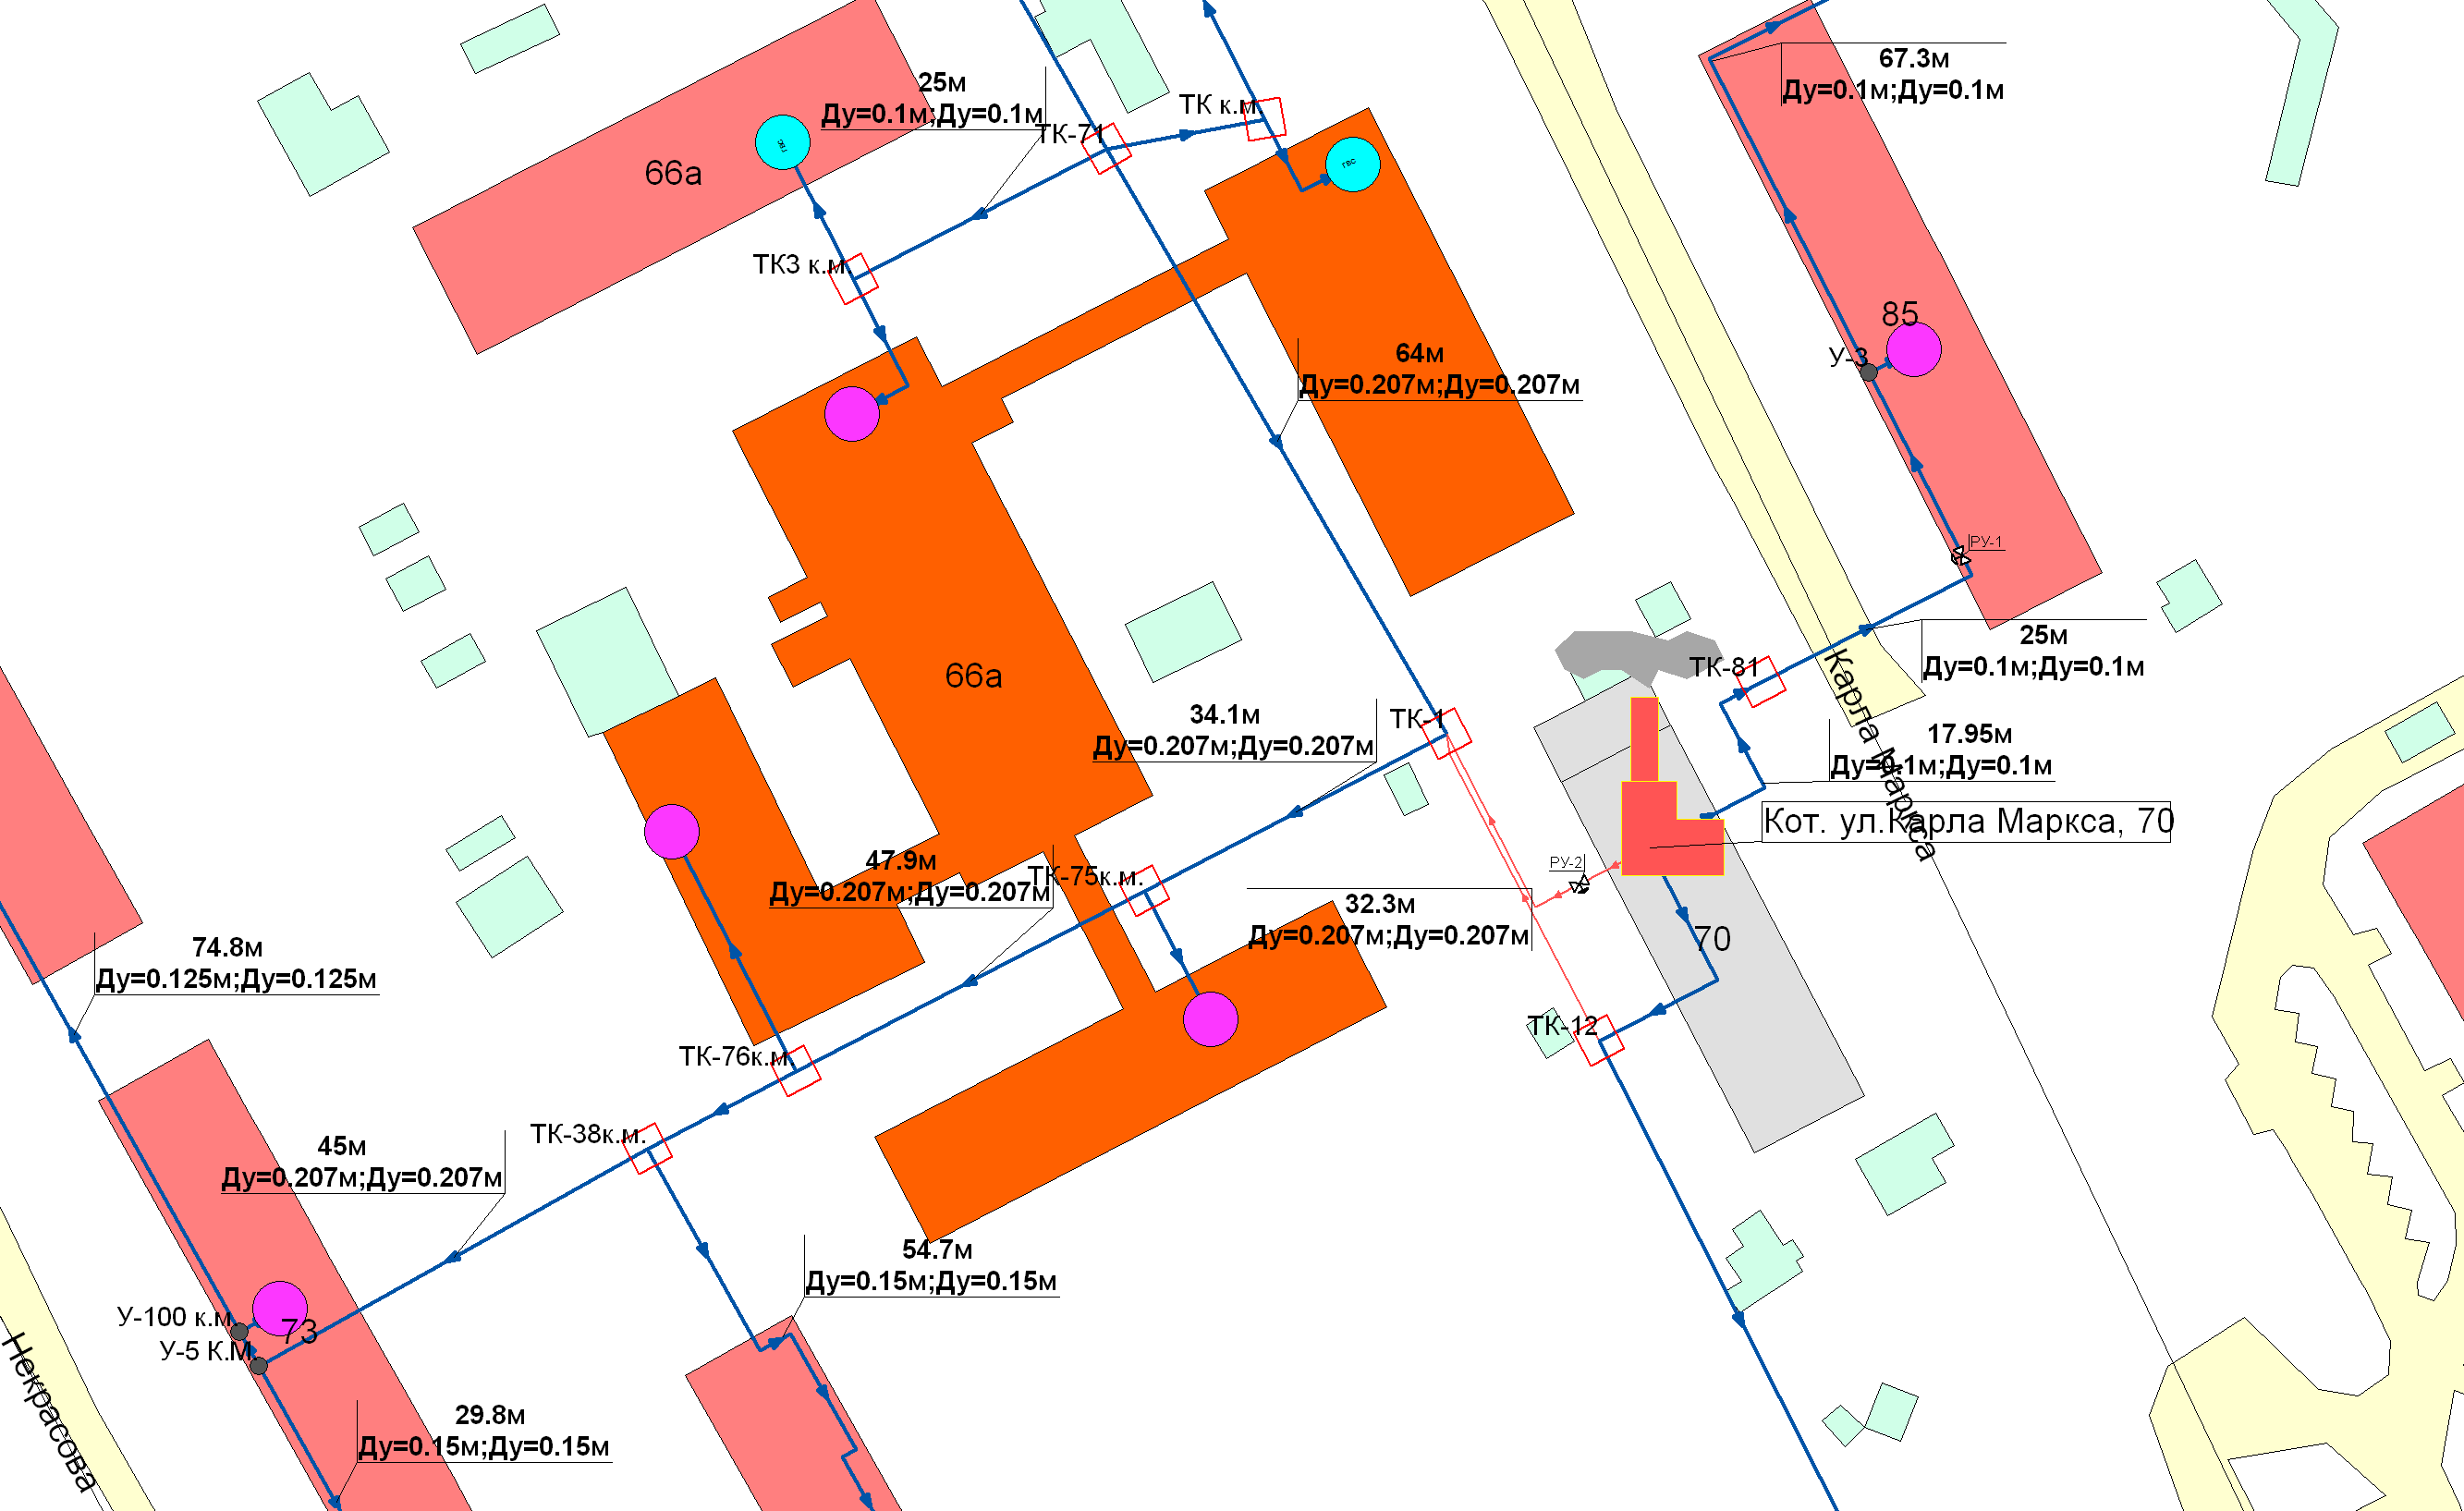 67.3м
Ду=0.1м;Ду=0.1м
25м
Ду=0.1м;Ду=0.1м
ТК к.м.
ТК-71
гвс
гвс
66а
ТК3 к.м.
85
У-3
64м
Ду=0.207м;Ду=0.207м
РУ-1
25м
Ду=0.1м;Ду=0.1м
ТК-81
66а
34.1м
Ду=0.207м;Ду=0.207м
ТК-1
17.95м
Ду=0.1м;Ду=0.1м
Карла Маркса
Кот. ул.Карла Маркса, 70
РУ-2
47.9м
Ду=0.207м;Ду=0.207м
ТК-75к.м.
32.3м
Ду=0.207м;Ду=0.207м
70
74.8м
Ду=0.125м;Ду=0.125м
ТК-12
ТК-76к.м
ТК-38к.м.
45м
Ду=0.207м;Ду=0.207м
54.7м
Ду=0.15м;Ду=0.15м
У-100 к.м.
73
У-5 К.М.
Некрасова
29.8м
Ду=0.15м;Ду=0.15м